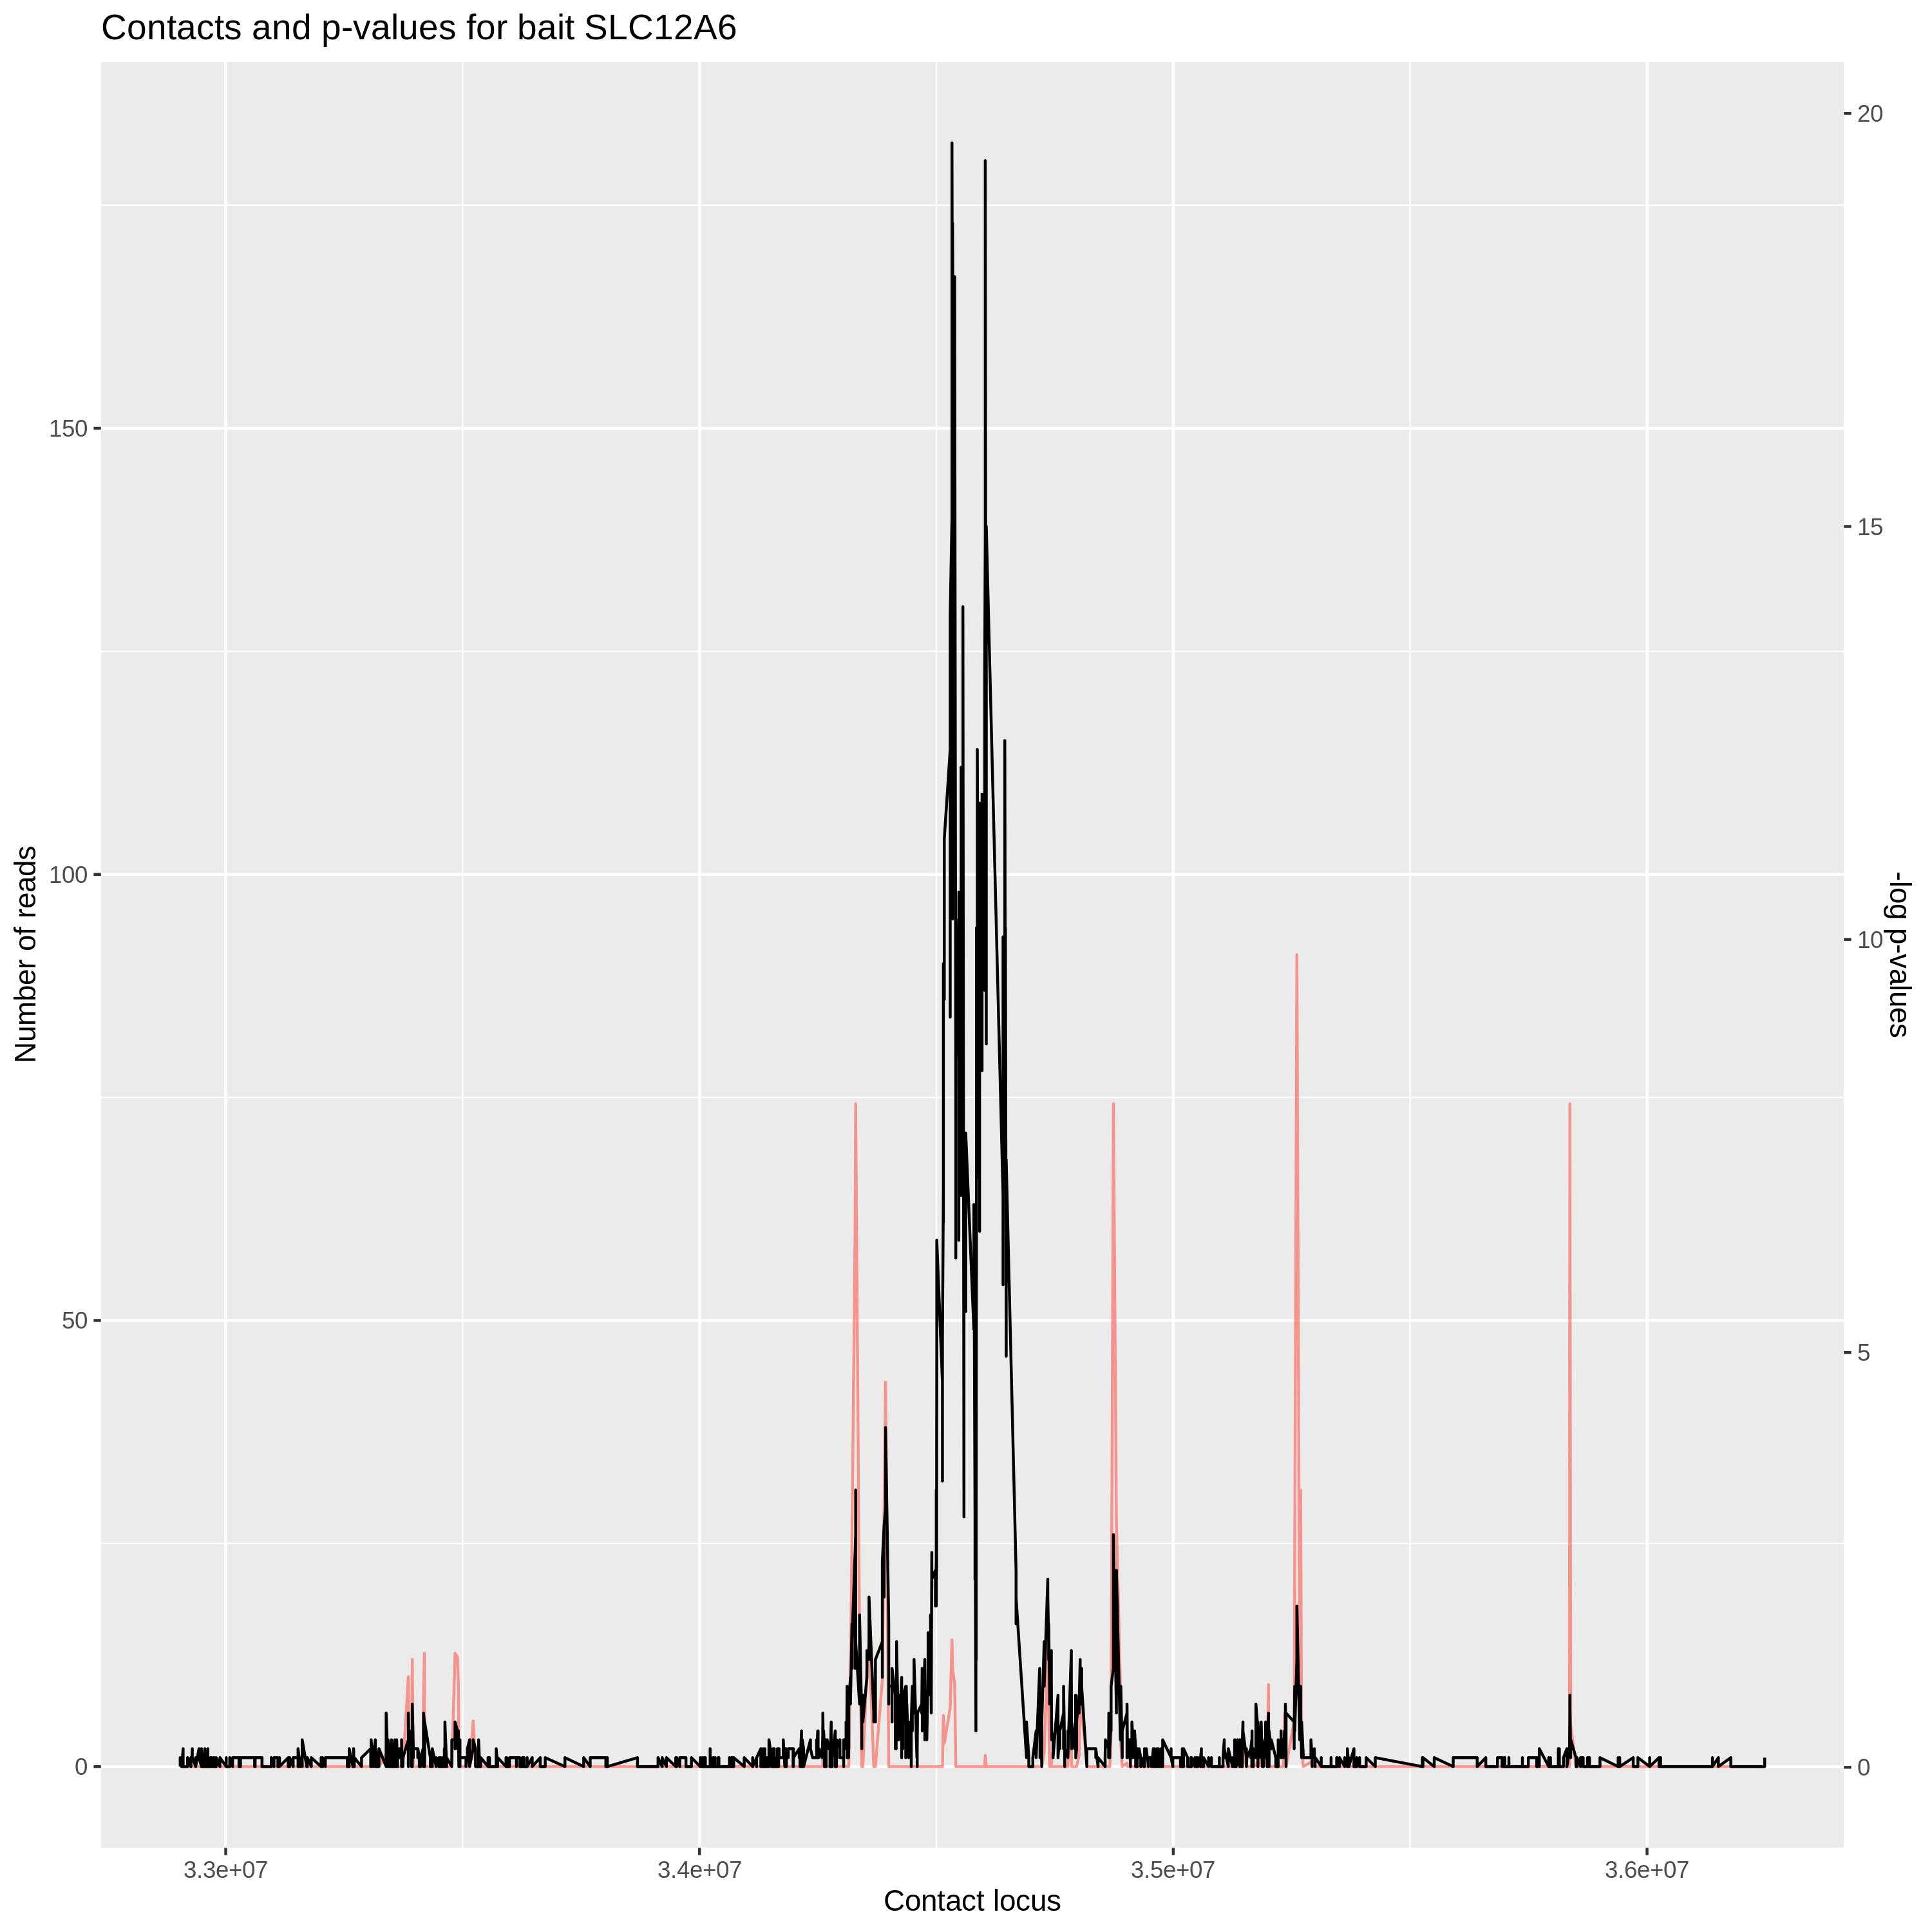 Contacts and p-values for bait SLC12A6
Number of reads
150
100
50
0
20
15
10
5
0
-log p-values
3.3e+07 3.4e+07 3.5e+07 3.6e+07
Contact locus